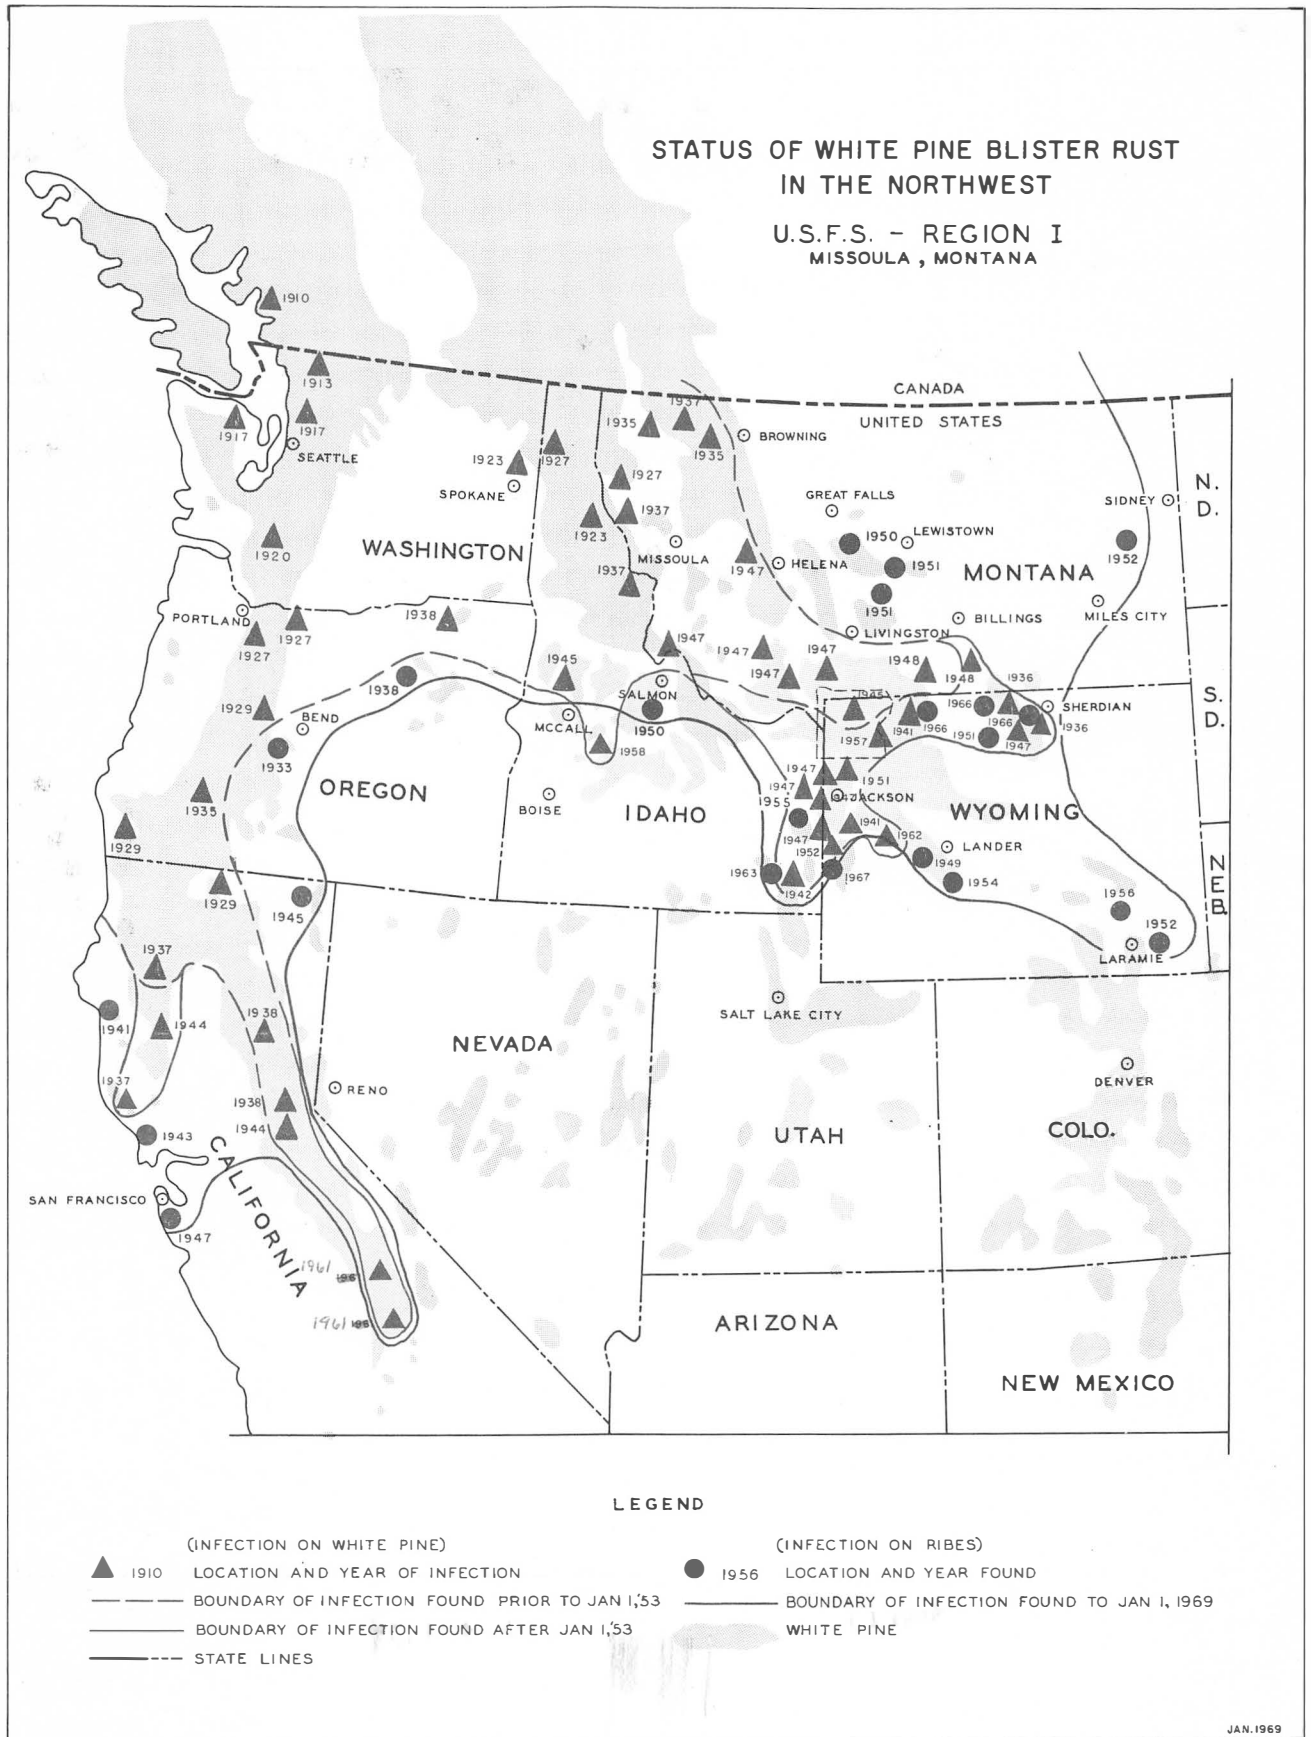 STATUS OF WHITE PINE BLISTER RUST
IN THE NORTHWEST
U.S.F.S. - REGION I
MISSOULA, MONTANA
1910
1913
CANADA
UNITED STATES
1917
1917
SEATTLE
1935
1937
1935
BROWNING
1923
1927
SPOKANE
1927
GREAT FALLS
SIDNEY
N.
D.
1937
1923
1920
WASHINGTON
MISSOULA
1947
HELENA
1950
LEWISTOWN
1951
1952
MONTANA
1937
1951
MILES CITY
PORTLAND
1927
1927
1938
BILLINGS
LIVINGSTON
1947
1947
1947
1947
1948
1948
1945
1938
SALMON
1936
S.
D.
1929
BEND
MCCALL
1950
1958
1945
1941
1966
1966
1966
SHERDIAN
1936
1951
1947
1957
1933
OREGON
1935
1929
BOISE
IDAHO
1947
1947
1951
JACKSON
1955
WYOMING
1947
1941
1962
1952
LANDER
1949
1954
1963
1942
1967
NEB.
1929
1945
1956
1952
LARAMIE
1937
1941
1944
1938
NEVADA
SALT LAKE CITY
1937
1938
RENO
1944
1943
DENVER
UTAH
COLO.
CALIFORNIA
SAN FRANCISCO
1947
1961
1961
ARIZONA
NEW MEXICO
LEGEND
(INFECTION ON WHITE PINE)
1910 LOCATION AND YEAR OF INFECTION
BOUNDARY OF INFECTION FOUND PRIOR TO JAN 1,'53
BOUNDARY OF INFECTION FOUND AFTER JAN 1,'53
STATE LINES
(INFECTION ON RIBES)
1956 LOCATION AND YEAR FOUND
BOUNDARY OF INFECTION FOUND TO JAN 1, 1969
WHITE PINE
JAN.1969